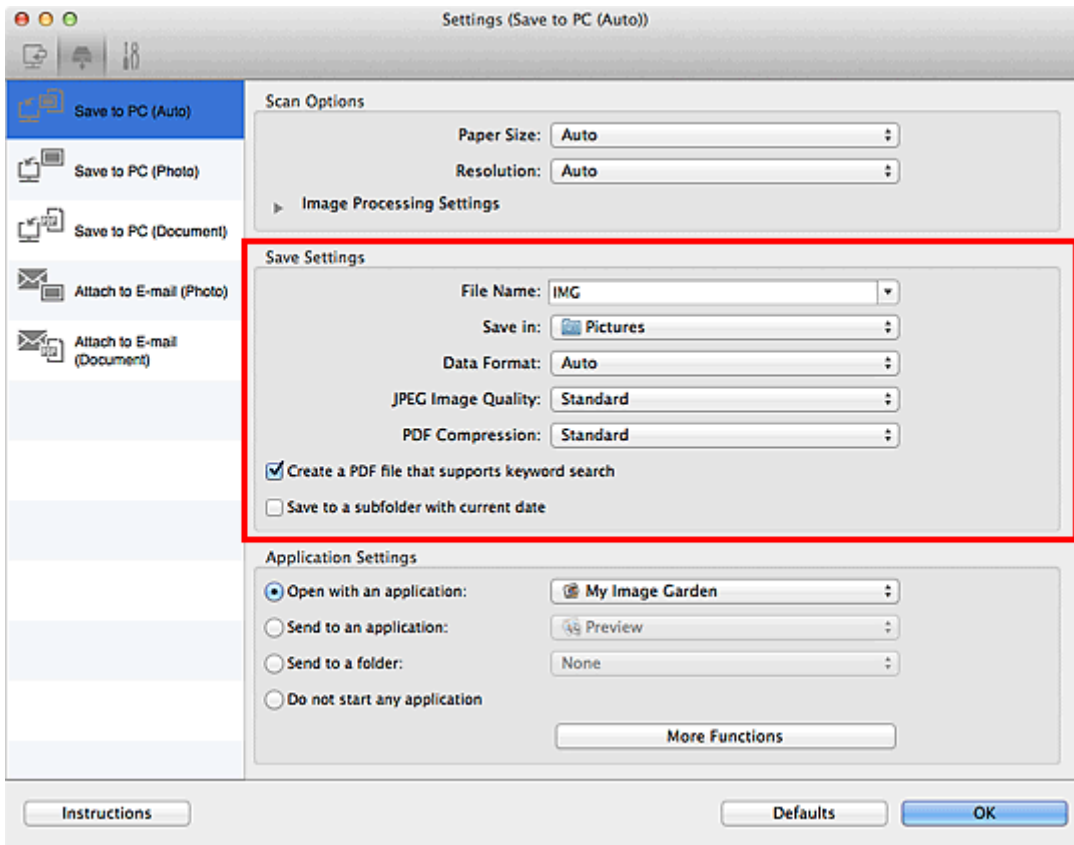 Settings (Save to PC (Auto))
Save to PC (Auto)
Save to PC (Photo)
Save to PC (Document)
Attach to E-mail (Photo)
Attach to E-mail
(Document)
Scan Options
Paper Size: Auto
Resolution: Auto
Image Processing Settings
Save Settings
File Name: IMG
Save in: Pictures
Data Format: Auto
JPEG Image Quality: Standard
PDF Compression: Standard
Create a PDF file that supports keyword search
Save to a subfolder with current date
Application Settings
Open with an application: My Image Garden
Send to an application: Preview
Send to a folder: None
Do not start any application
More Functions
Instructions
Defaults
OK